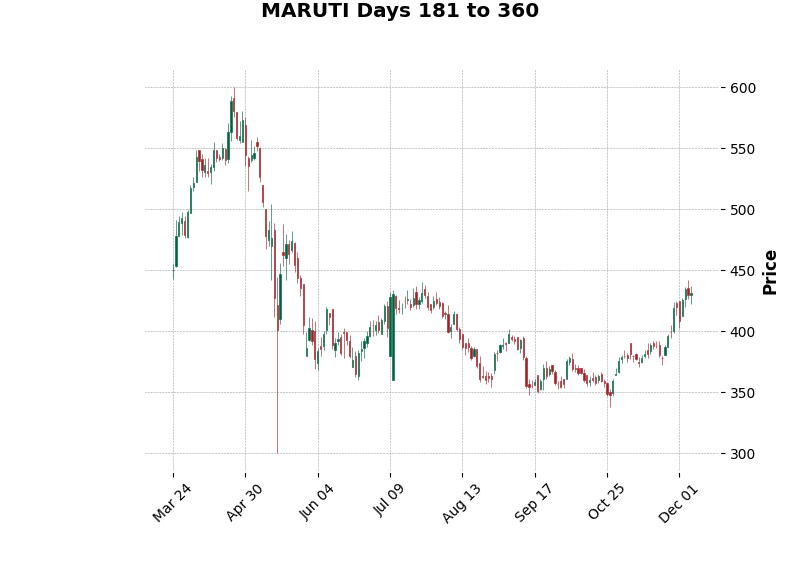 MARUTI Days 181 to 360
600
550
500
450
400
350
300
Price
Mar 24
Apr 30
Jun 04
Jul 09
Aug 13
Sep 17
Oct 25
Dec 01